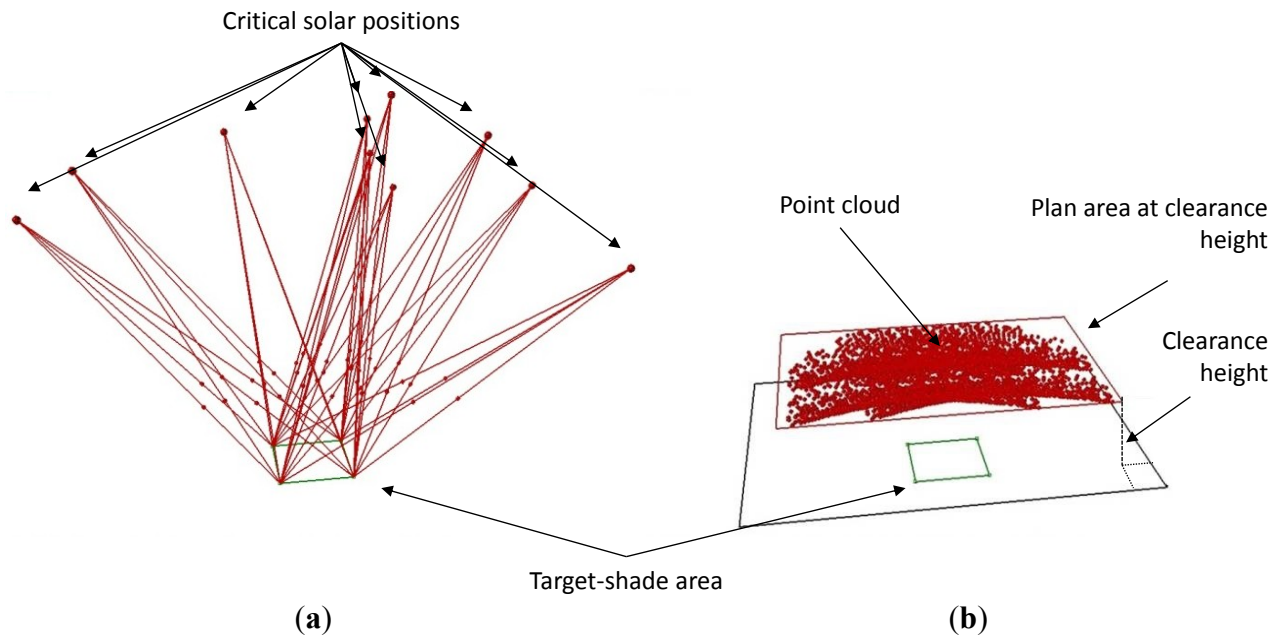 Critical solar positions
Point cloud
Plan area at clearance
height
Clearance
height
Target-shade area
(a)
(b)